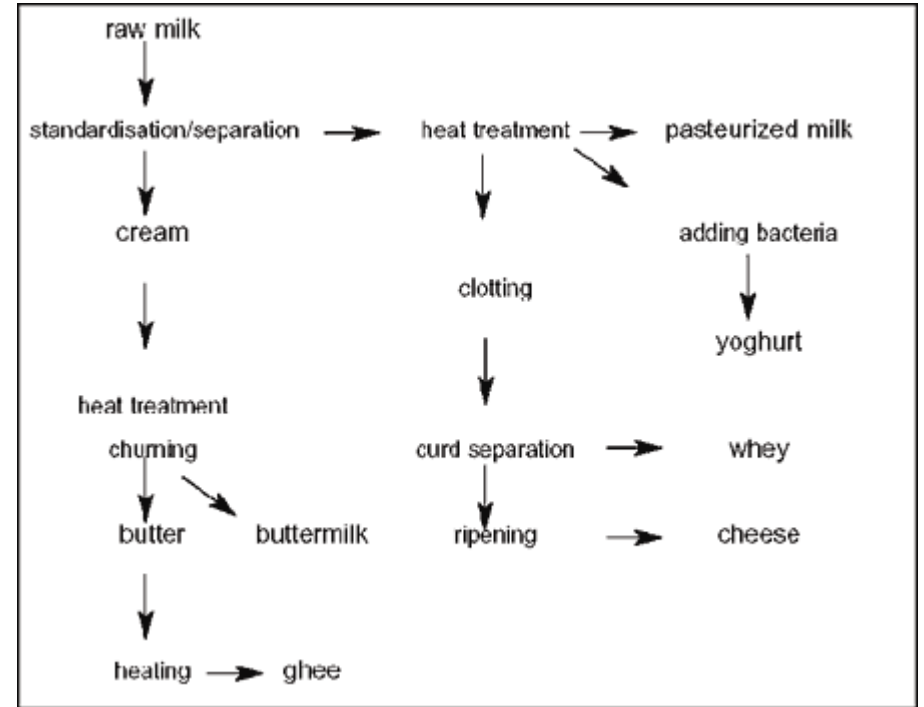 raw milk
standardisation/separation
heat treatment
pasteurized milk
cream
adding bacteria
clotting
yoghurt
heat treatment
churning
curd separation
whey
butter
buttermilk
ripening
cheese
heating
ghee